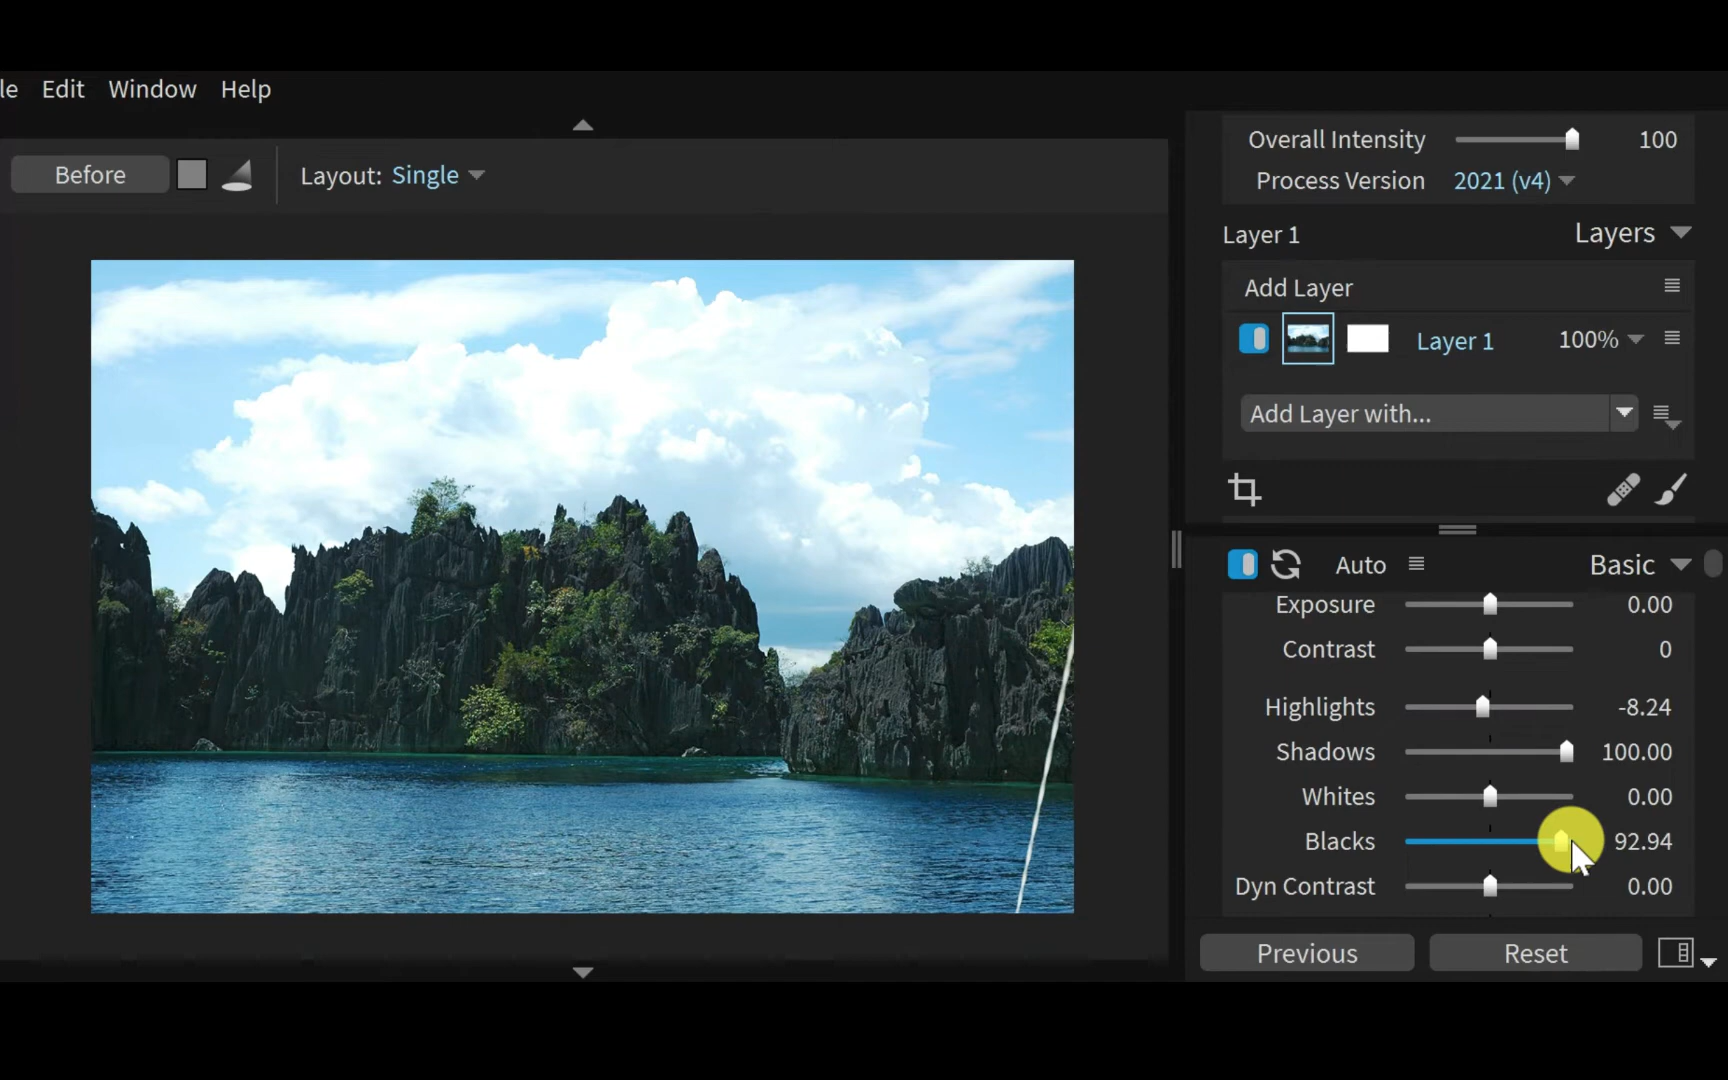 le Edit Window Help
Before Layout: Single
Overall Intensity 100
Process Version 2021 (v4)
Layer 1 Layers
Add Layer
Layer 1 100%
Add Layer with...
Auto Basic
Exposure 0.00
Contrast 0
Highlights -8.24
Shadows 100.00
Whites 0.00
Blacks 92.94
Dyn Contrast 0.00
Previous Reset